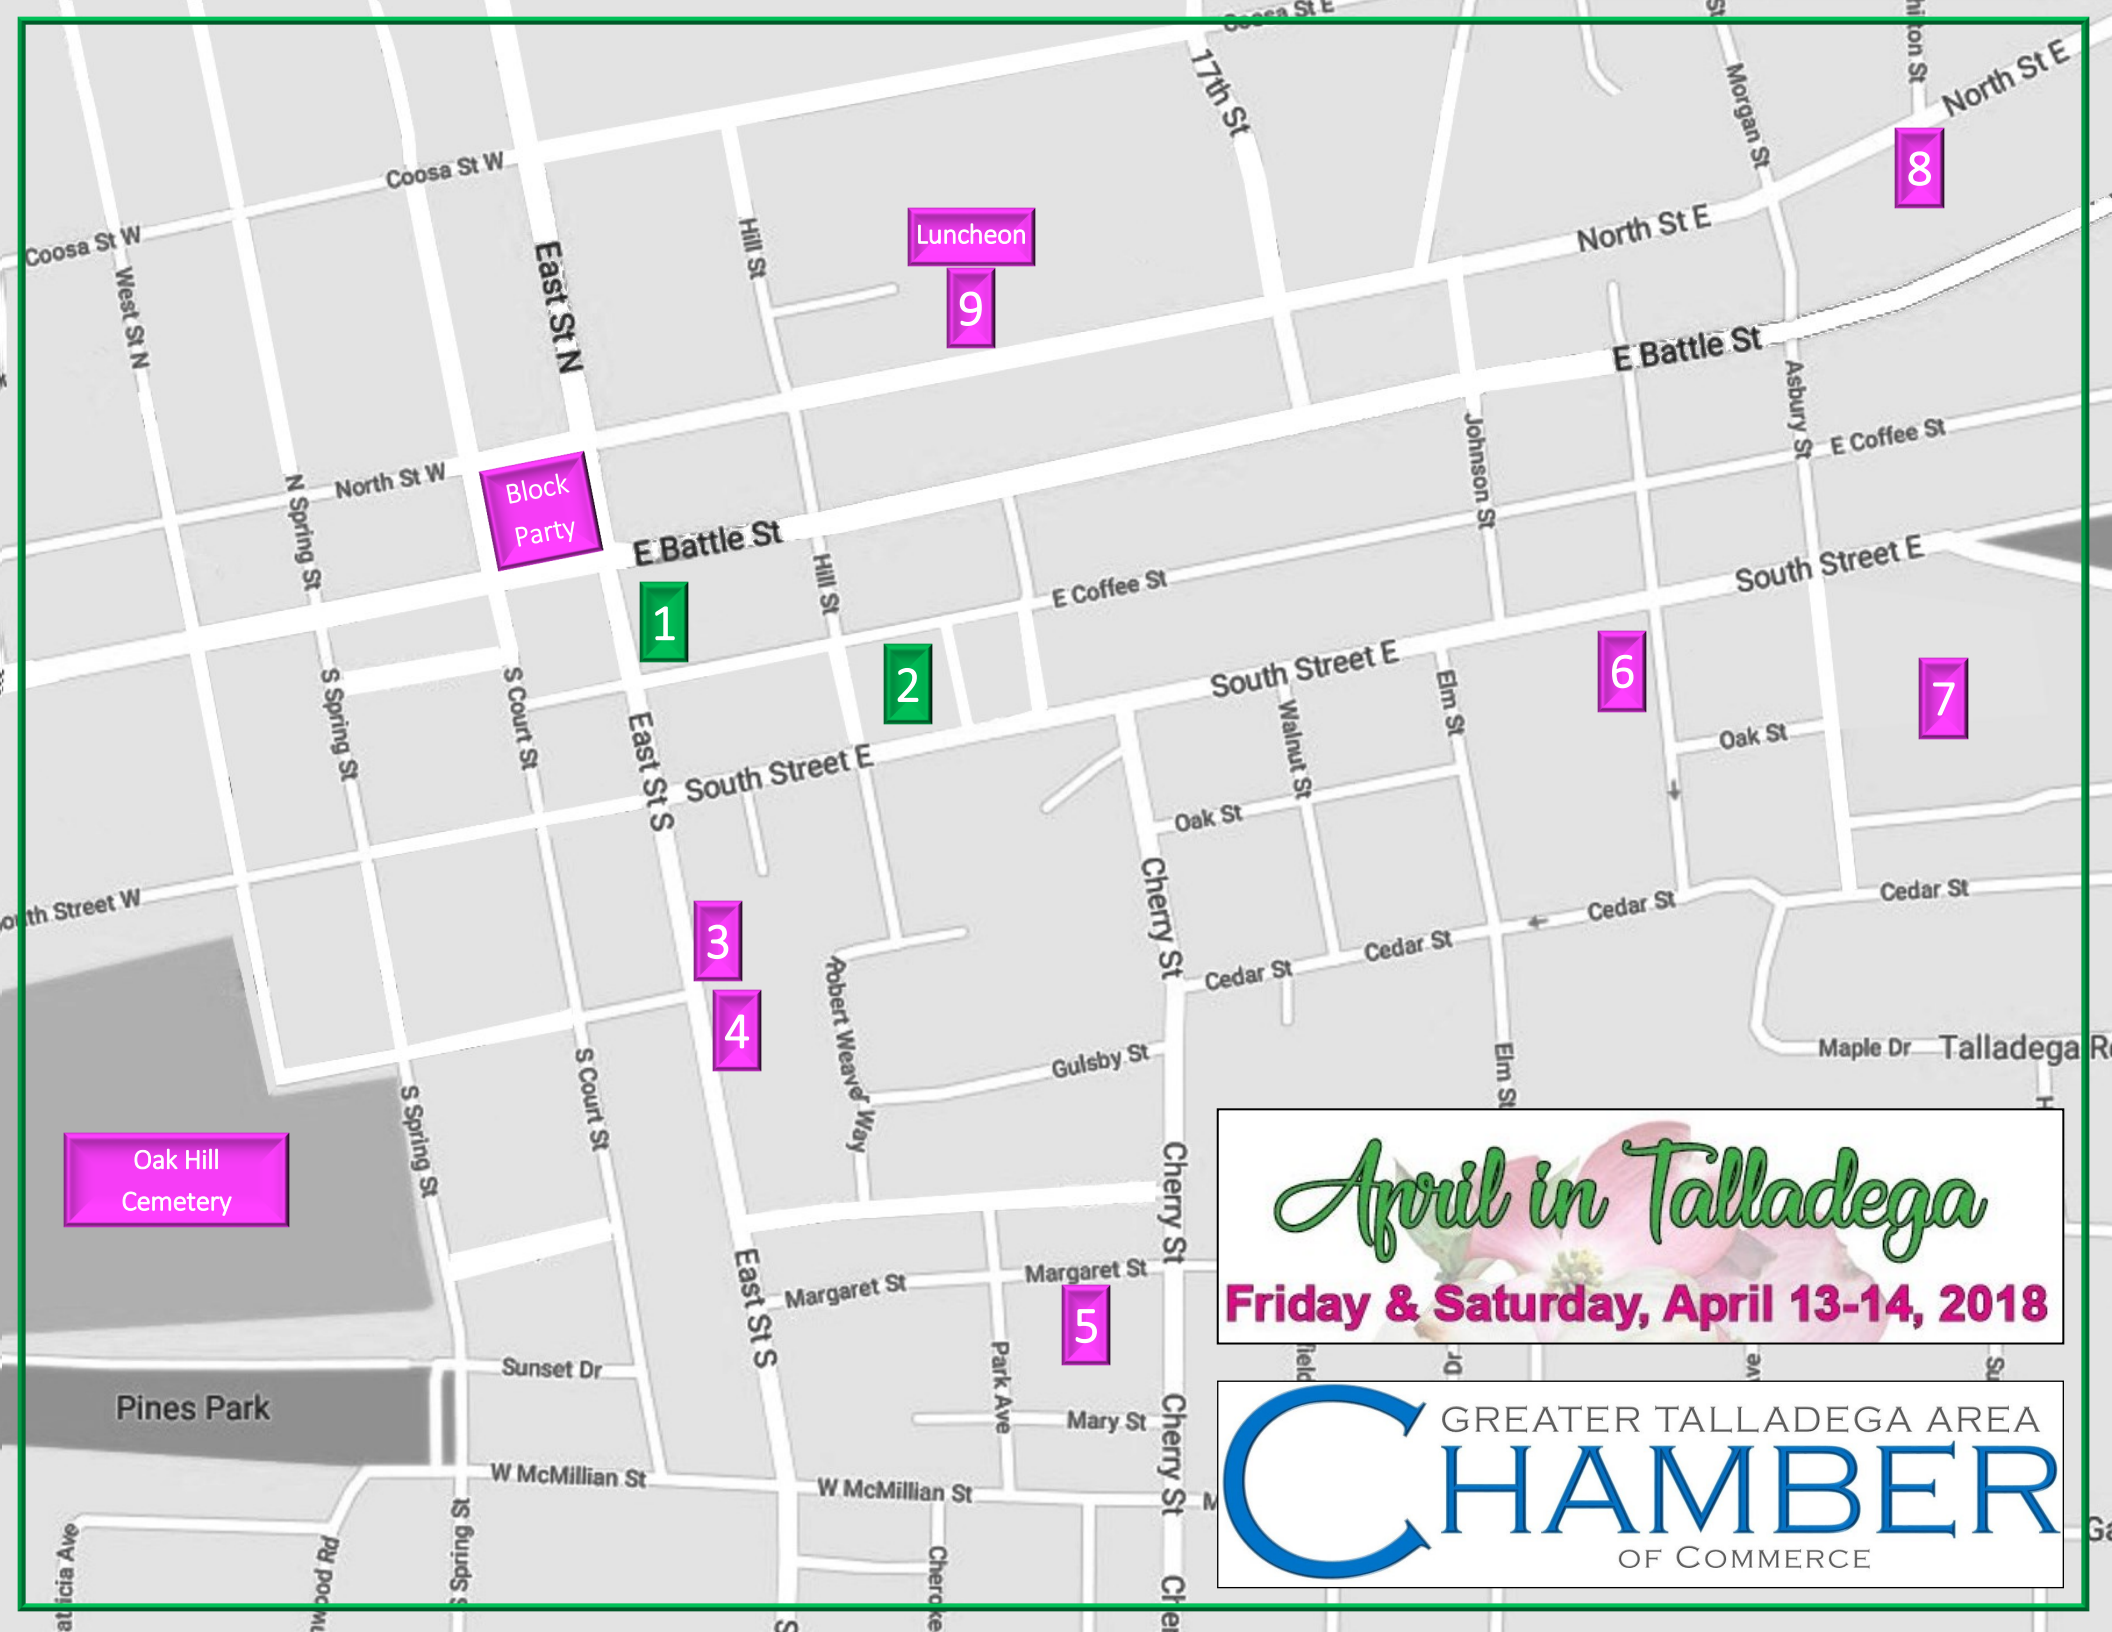 Coosa St E
17th St
Morgan St
North St E
8
Coosa St W
Coosa St W
West St N
East St N
Hill St
Luncheon
9
North St E
E Battle St
Asbury St
E Coffee St
Johnson St
N Spring St
North St W
Block
Party
E Battle St
1
Hill St
E Coffee St
2
South Street E
South Street E
6
7
Elm St
Walnut St
Oak St
Oak St
S Spring St
S Court St
East St S
South Street E
Cherry St
Cedar St
Cedar St
Cedar St
Cedar St
3
4
Robert Weaver Way
Gulsby St
Elm St
Maple Dr
Talladega
S Court St
S Spring St
Oak Hill
Cemetery
Cherry St
April in Talladega
Friday & Saturday, April 13-14, 2018
East St S
Margaret St
Margaret St
5
Park Ave
Sunset Dr
Pines Park
Mary St
Cherry St
W McMillian St
W McMillian St
S Spring St
GREATER TALLADEGA AREA
CHAMBER
OF COMMERCE